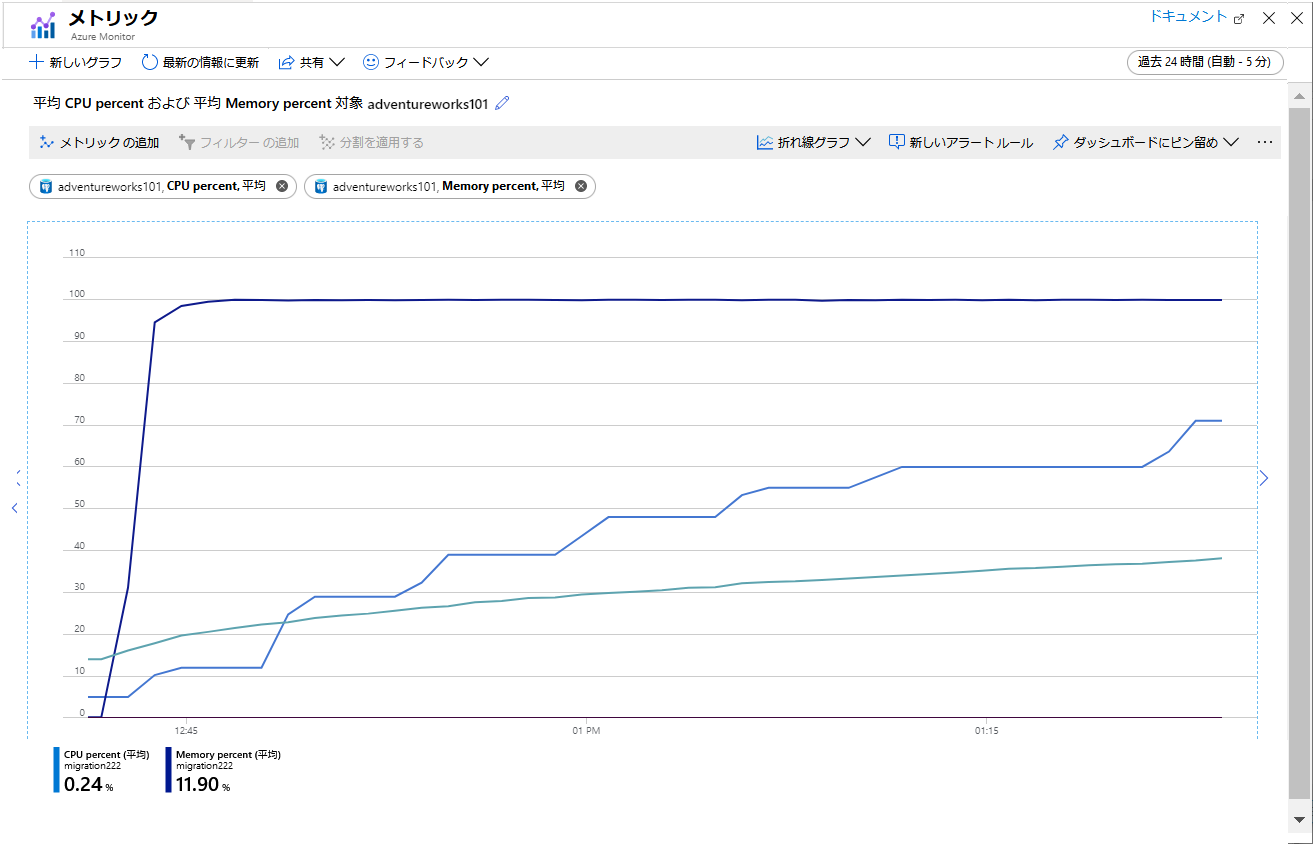 メトリック
Azure Monitor
ドキュメント
新しいグラフ 最新の情報に更新 共有 フィードバック
過去 24 時間 (自動 - 5 分)
平均 CPU percent および 平均 Memory percent 対象 adventureworks101
メトリックの追加 フィルターの追加 分割を適用する 折れ線グラフ 新しいアラート ルール ダッシュボードにピン留め ...
adventureworks101, CPU percent, 平均 adventureworks101, Memory percent, 平均
110
100
90
80
70
60
50
40
30
20
10
0
12:45 01 PM 01:15
CPU percent (平均) Memory percent (平均)
migration222 migration222
0.24 % 11.90 %